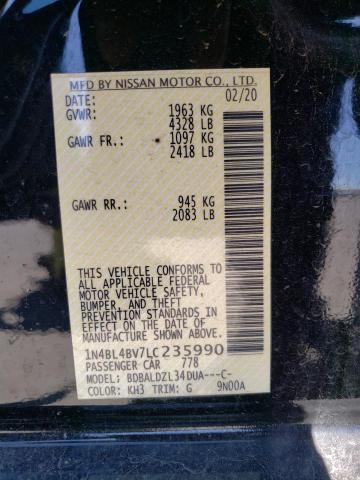 MFD BY NISSAN MOTOR CO., LTD.
DATE: 02/20
GVWR: 1963 KG
4328 LB
GAWR FR.: 1097 KG
2418 LB
GAWR RR.: 945 KG
2083 LB
THIS VEHICLE CONFORMS TO
ALL APPLICABLE FEDERAL
MOTOR VEHICLE SAFETY,
BUMPER, AND THEFT
PREVENTION STANDARDS IN
EFFECT ON THE DATE OF
MANUFACTURE SHOWN ABOVE.
1N4BL4BV7LC235990
PASSENGER CAR 778
MODEL: BDBALDZL34DUA---C-
COLOR: KH3 TRIM: G 9N00A